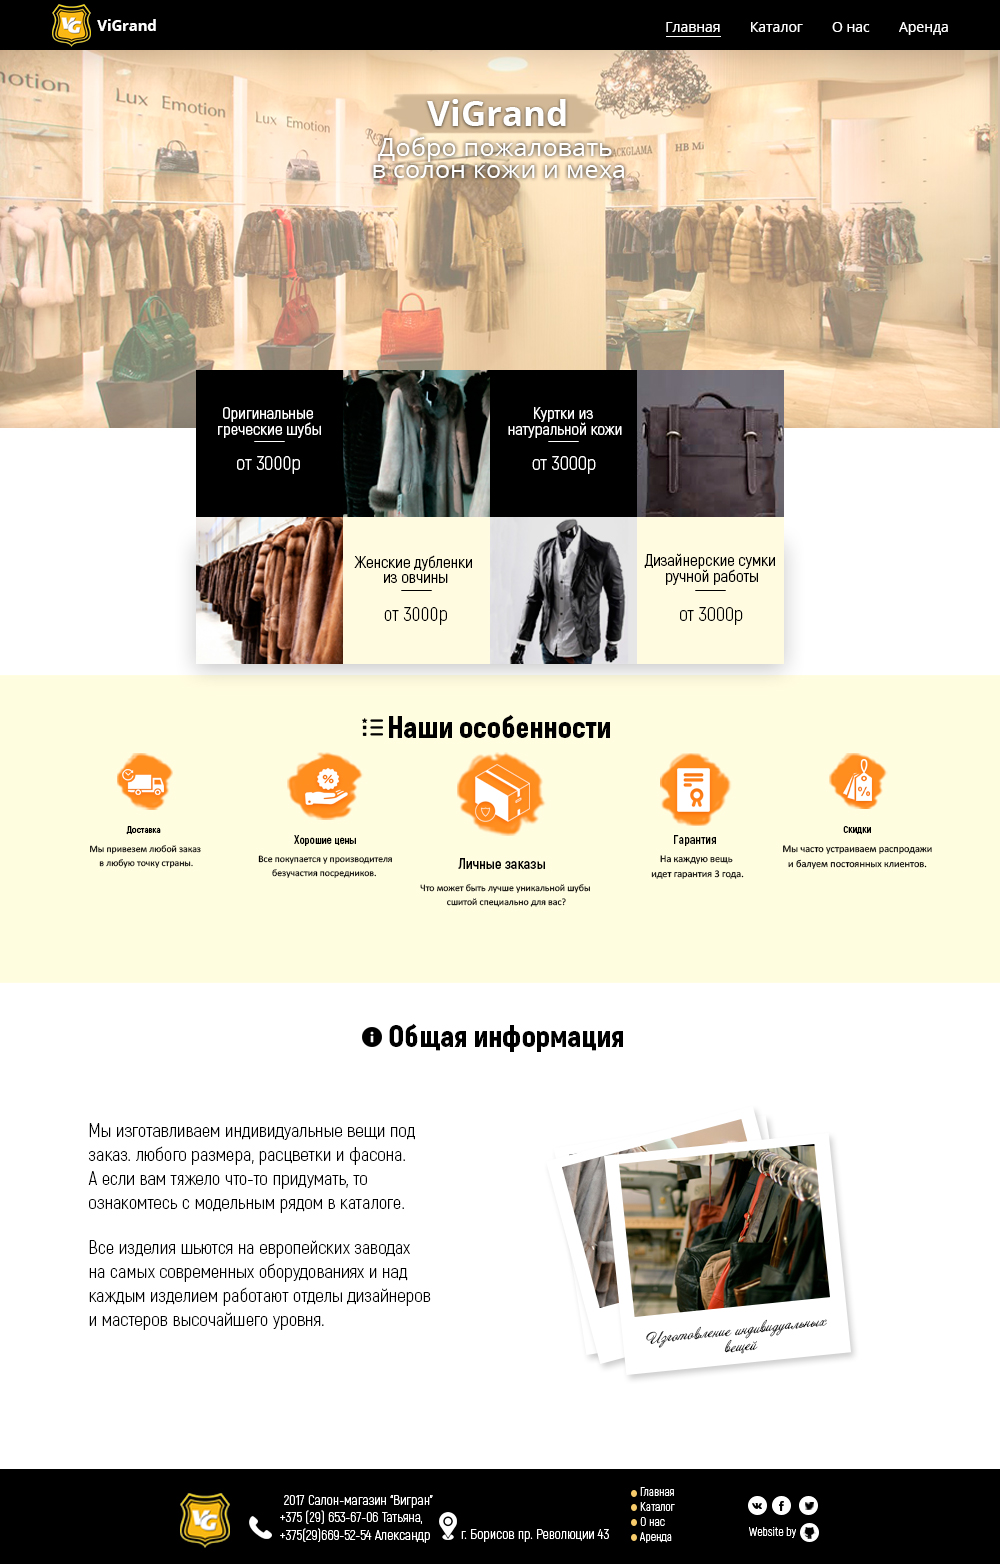 VG ViGrand
Главная Каталог О нас Аренда
Lux Emotion
Lux Emotion
ViGrand
Добро пожаловать
в солон кожи и меха
Оригинальные
греческие шубы
от 3000р
Куртки из
натуральной кожи
от 3000р
Женские дубленки
из овчины
от 3000р
Дизайнерские сумки
ручной работы
от 3000р
Наши особенности
Доставка
Мы привезем любой заказ
в любую точку страны.
Хорошие цены
Все покупается у производителя
безучастия посредников.
Личные заказы
Что может быть лучше уникальной шубы
сшитой специально для вас?
Гарантия
На каждую вещь
идет гарантия 3 года.
Скидки
Мы часто устраиваем распродажи
и балуем постоянных клиентов.
Общая информация
Мы изготавливаем индивидуальные вещи под
заказ. любого размера, расцветки и фасона.
А если вам тяжело что-то придумать, то
ознакомтесь с модельным рядом в каталоге.
Все изделия шьются на европейских заводах
на самых современных оборудованиях и над
каждым изделием работают отделы дизайнеров
и мастеров высочайшего уровня.
Изготовление индивидуальных
вещей
VG
2017 Салон-магазин "Вигран"
+375 (29) 653-67-06 Татьяна,
+375(29)669-52-54 Александр
г. Борисов пр. Революции 43
Главная
Каталог
О нас
Аренда
Website by